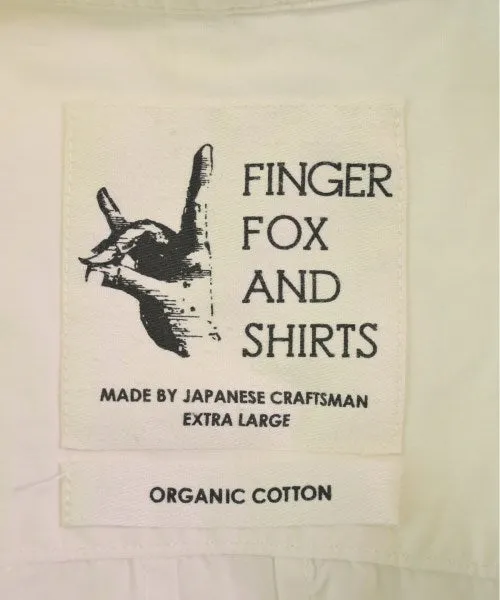 FINGER
FOX
AND
SHIRTS
MADE BY JAPANESE CRAFTSMAN
EXTRA LARGE
ORGANIC COTTON